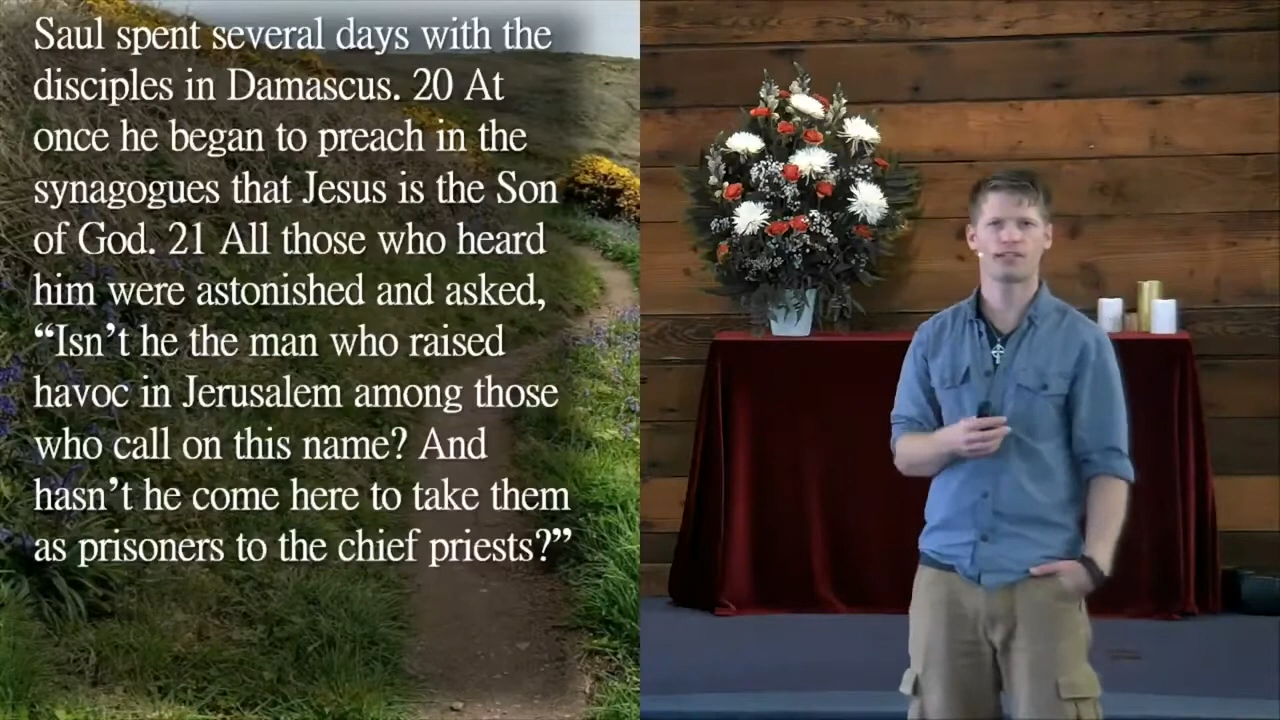 Saul spent several days with the
disciples in Damascus. 20 At
once he began to preach in the
synagogues that Jesus is the Son
of God. 21 All those who heard
him were astonished and asked,
“Isn’t he the man who raised
havoc in Jerusalem among those
who call on this name? And
hasn’t he come here to take them
as prisoners to the chief priests?”